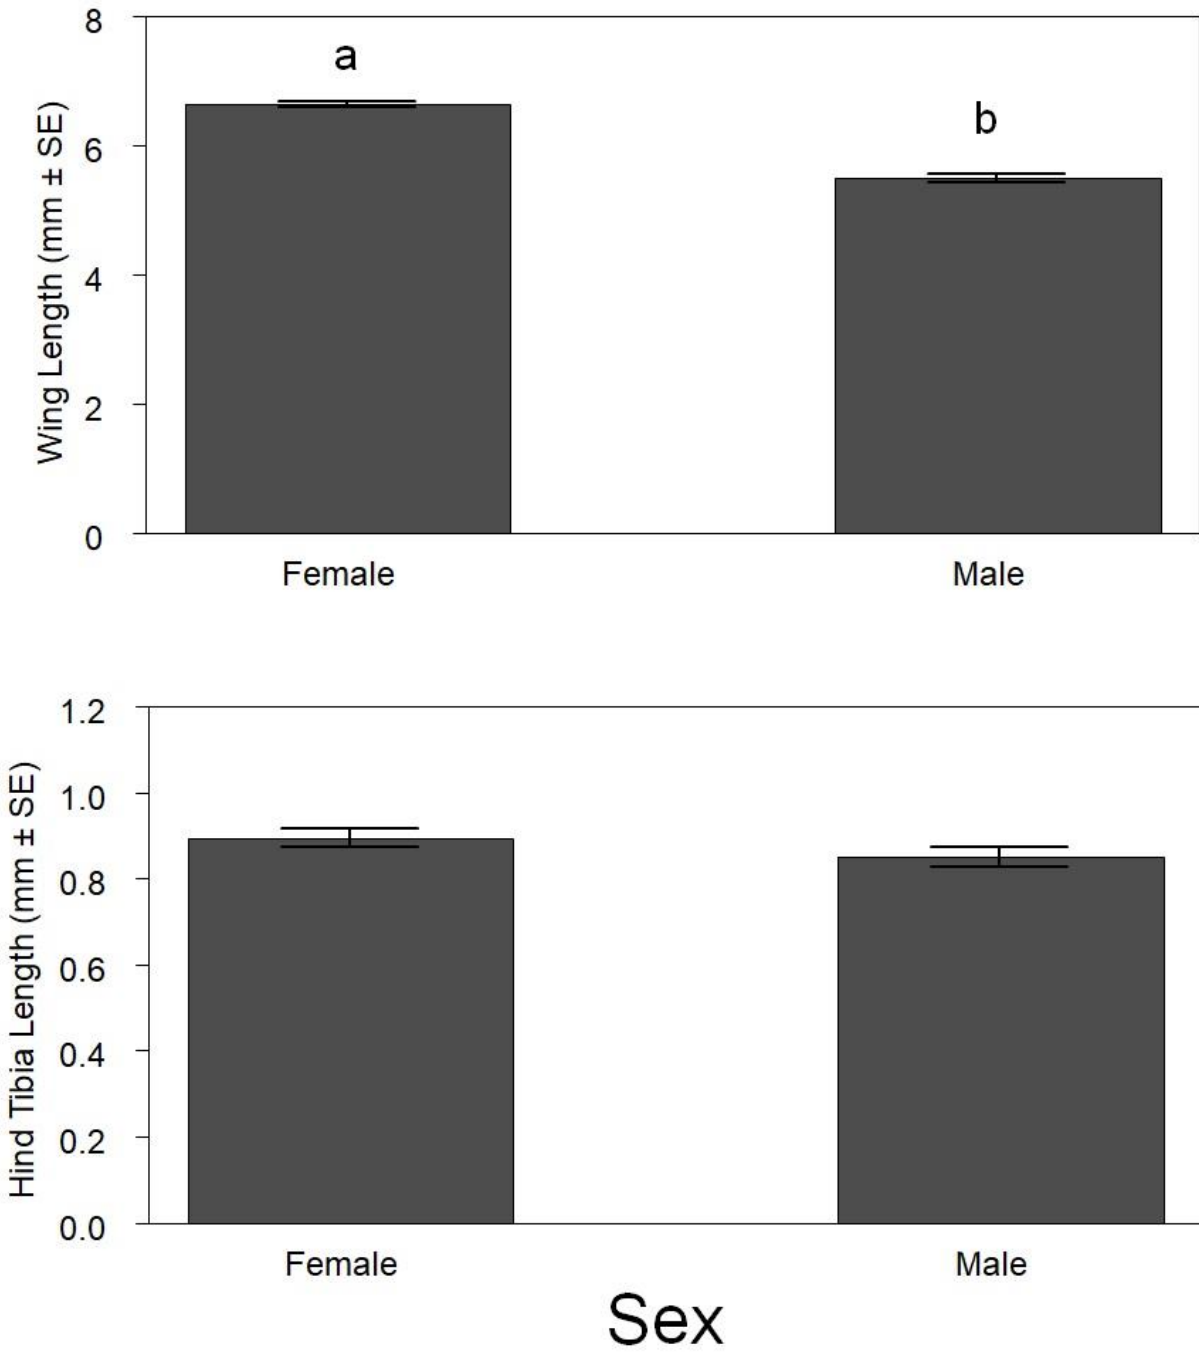 Wing Length (mm ± SE)
8
6
4
2
0
a
b
Female
Male
Hind Tibia Length (mm ± SE)
1.2
1.0
0.8
0.6
0.4
0.2
0.0
Female
Male
Sex